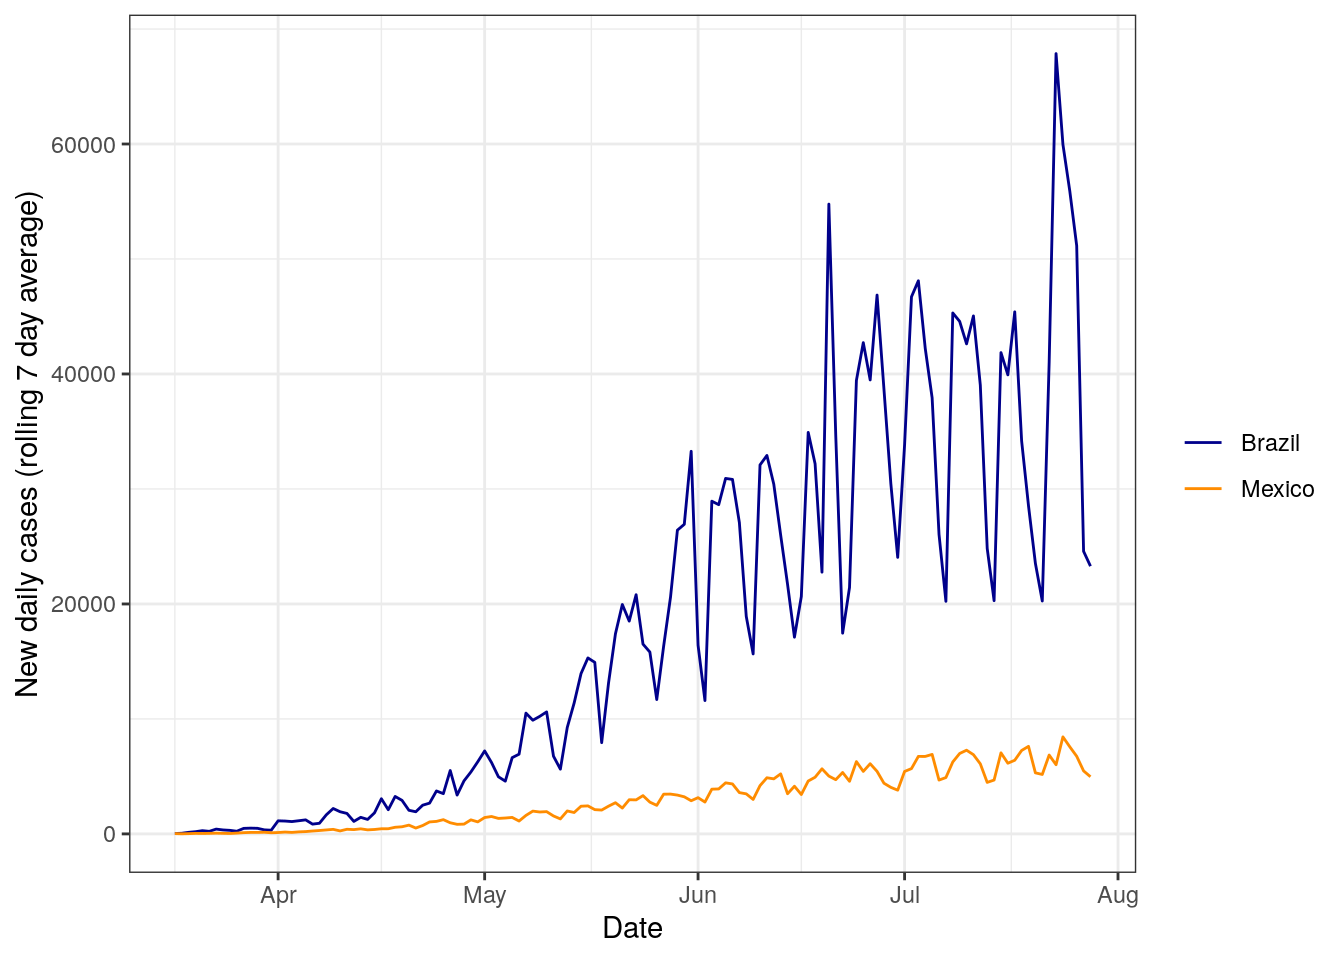 New daily cases (rolling 7 day average)
60000
40000
20000
0
Apr
May
Jun
Jul
Aug
Date
Brazil
Mexico